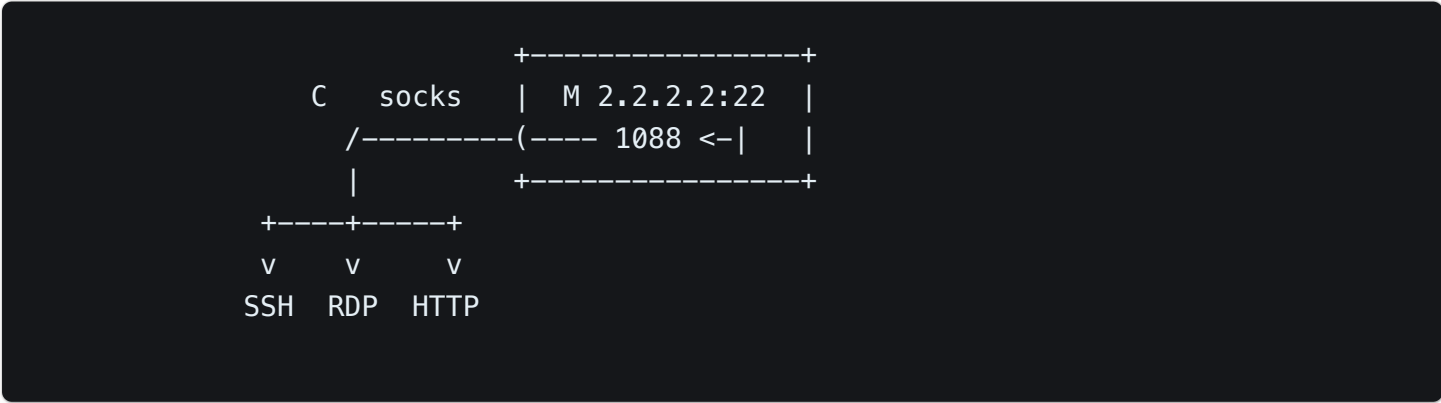 +----------------+
C   socks   |  M 2.2.2.2:22  |
/---------(---- 1088 <-|   |
|         +----------------+
+----+-----+
v    v     v
SSH  RDP  HTTP